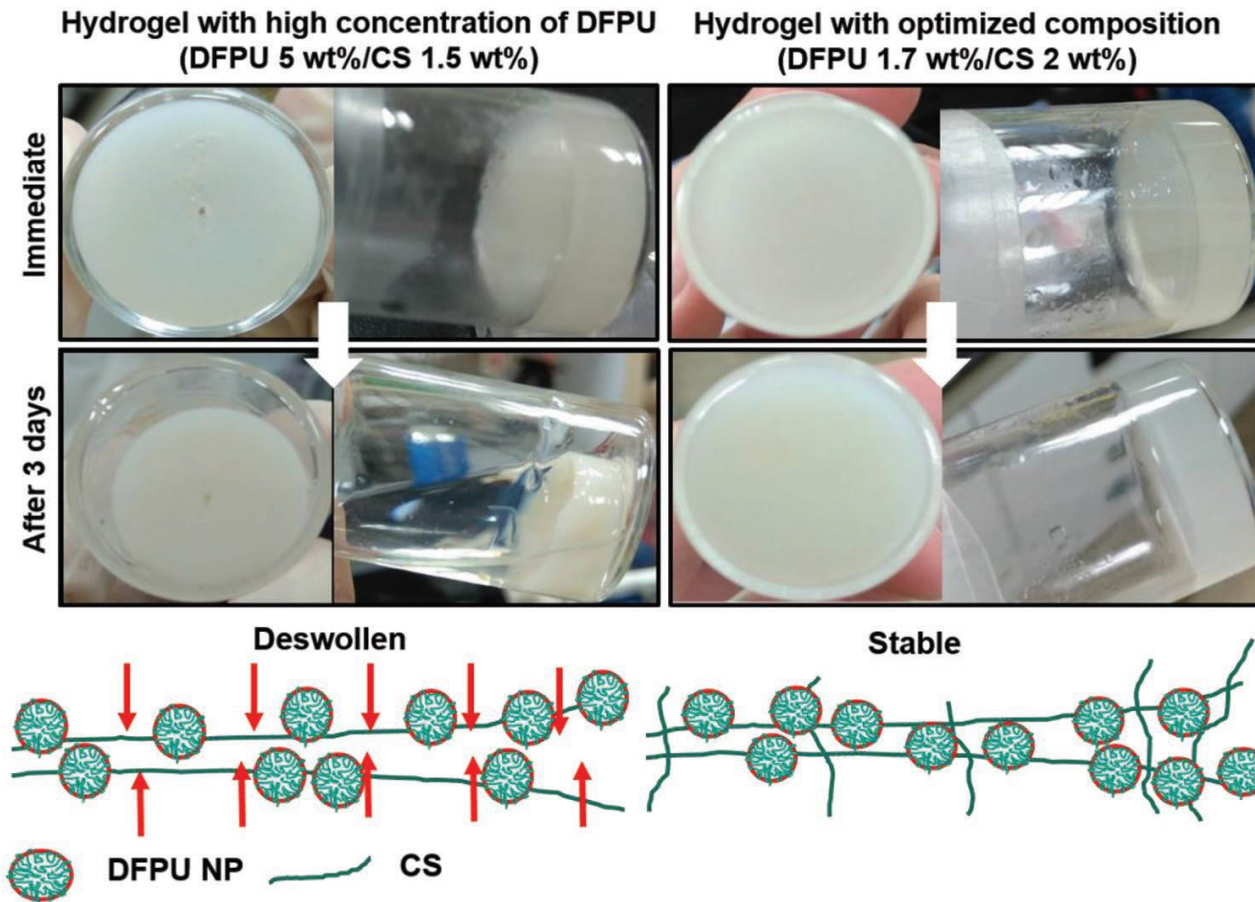 Hydrogel with high concentration of DFPU
(DFPU 5 wt%/CS 1.5 wt%)
Hydrogel with optimized composition
(DFPU 1.7 wt%/CS 2 wt%)
Immediate
After 3 days
Deswollen
Stable
DFPU NP
CS